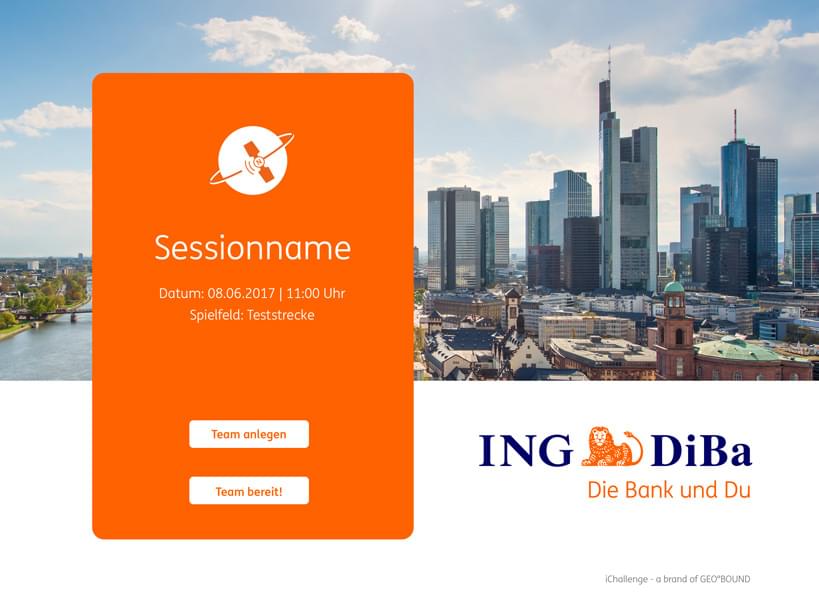 Sessionname
Datum: 08.06.2017 | 11:00 Uhr
Spielfeld: Teststrecke
Team anlegen
Team bereit!
ING DiBa
Die Bank und Du
iChallenge - a brand of GEO°BOUND